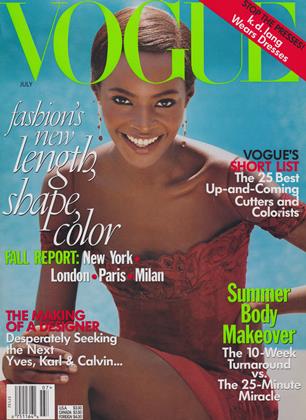 VOGUE
STOP THE PRESSES!
k.d. lang
Wears Dresses
JULY
fashion's
new
length,
shape,
color
FALL REPORT: New York •
London • Paris • Milan
VOGUE'S
SHORT LIST
The 25 Best
Up-and-Coming
Cutters and
Colorists
THE MAKING
OF A DESIGNER
Desperately Seeking
the Next
Yves, Karl & Calvin...
Summer
Body
Makeover
The 10-Week
Turnaround
vs.
The 25-Minute
Miracle
07